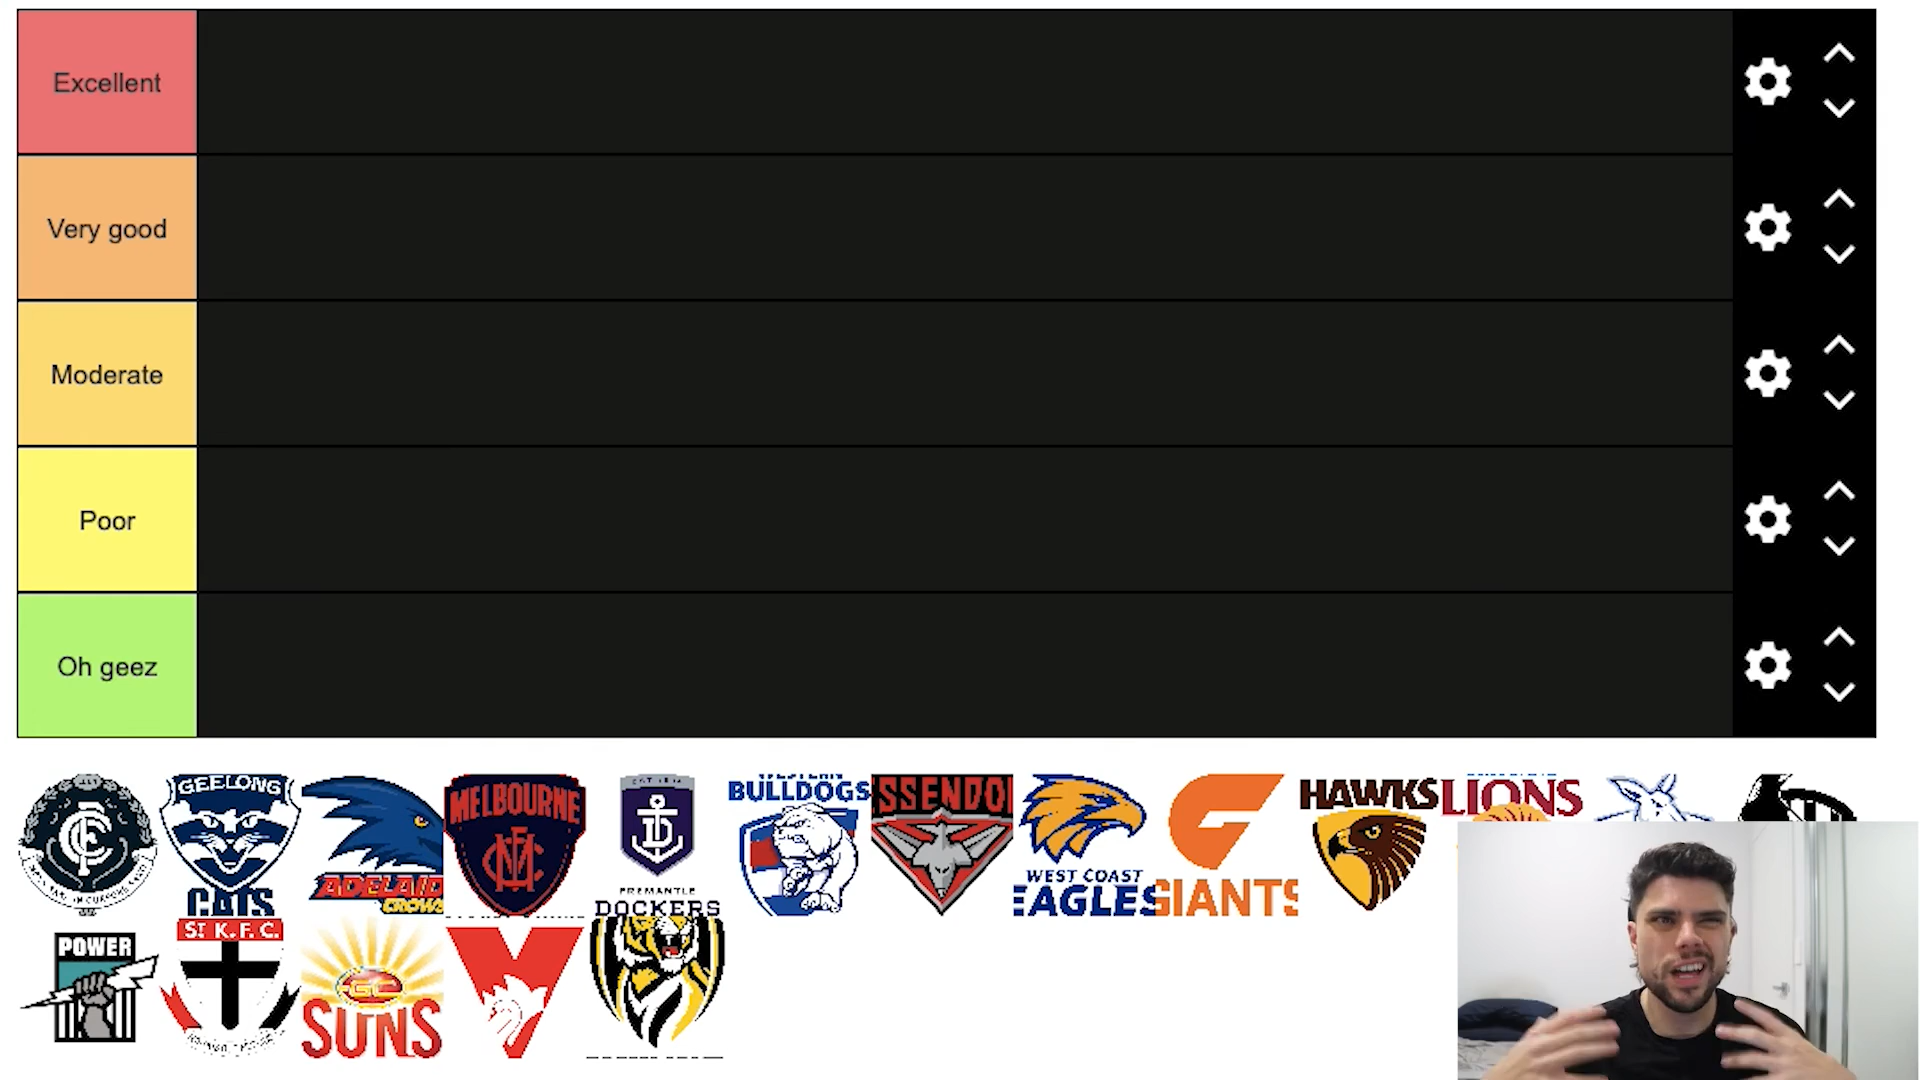 Excellent
Very good
Moderate
Poor
Oh geez
GEELONG
CATS
ADELAID
CROWS
MELBOURNE
FREMANTLE
DOCKERS
BULLDOGS
SSENDO
WEST COAST
EAGLES
GIANTS
HAWKS
LIONS
POWER
ST K.F.C.
GC
SUNS